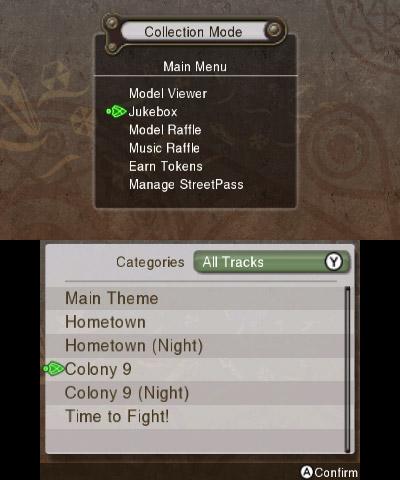 Collection Mode
Main Menu
Model Viewer
Jukebox
Model Raffle
Music Raffle
Earn Tokens
Manage StreetPass
Categories All Tracks Y
Main Theme
Hometown
Hometown (Night)
Colony 9
Colony 9 (Night)
Time to Fight!
A Confirm